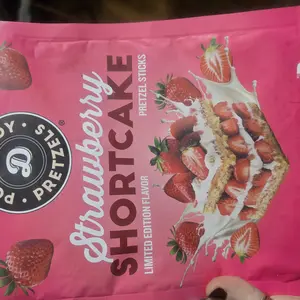 D
PRETZELS®
Strawberry
SHORTCAKE
PRETZEL STICKS
LIMITED EDITION FLAVOR